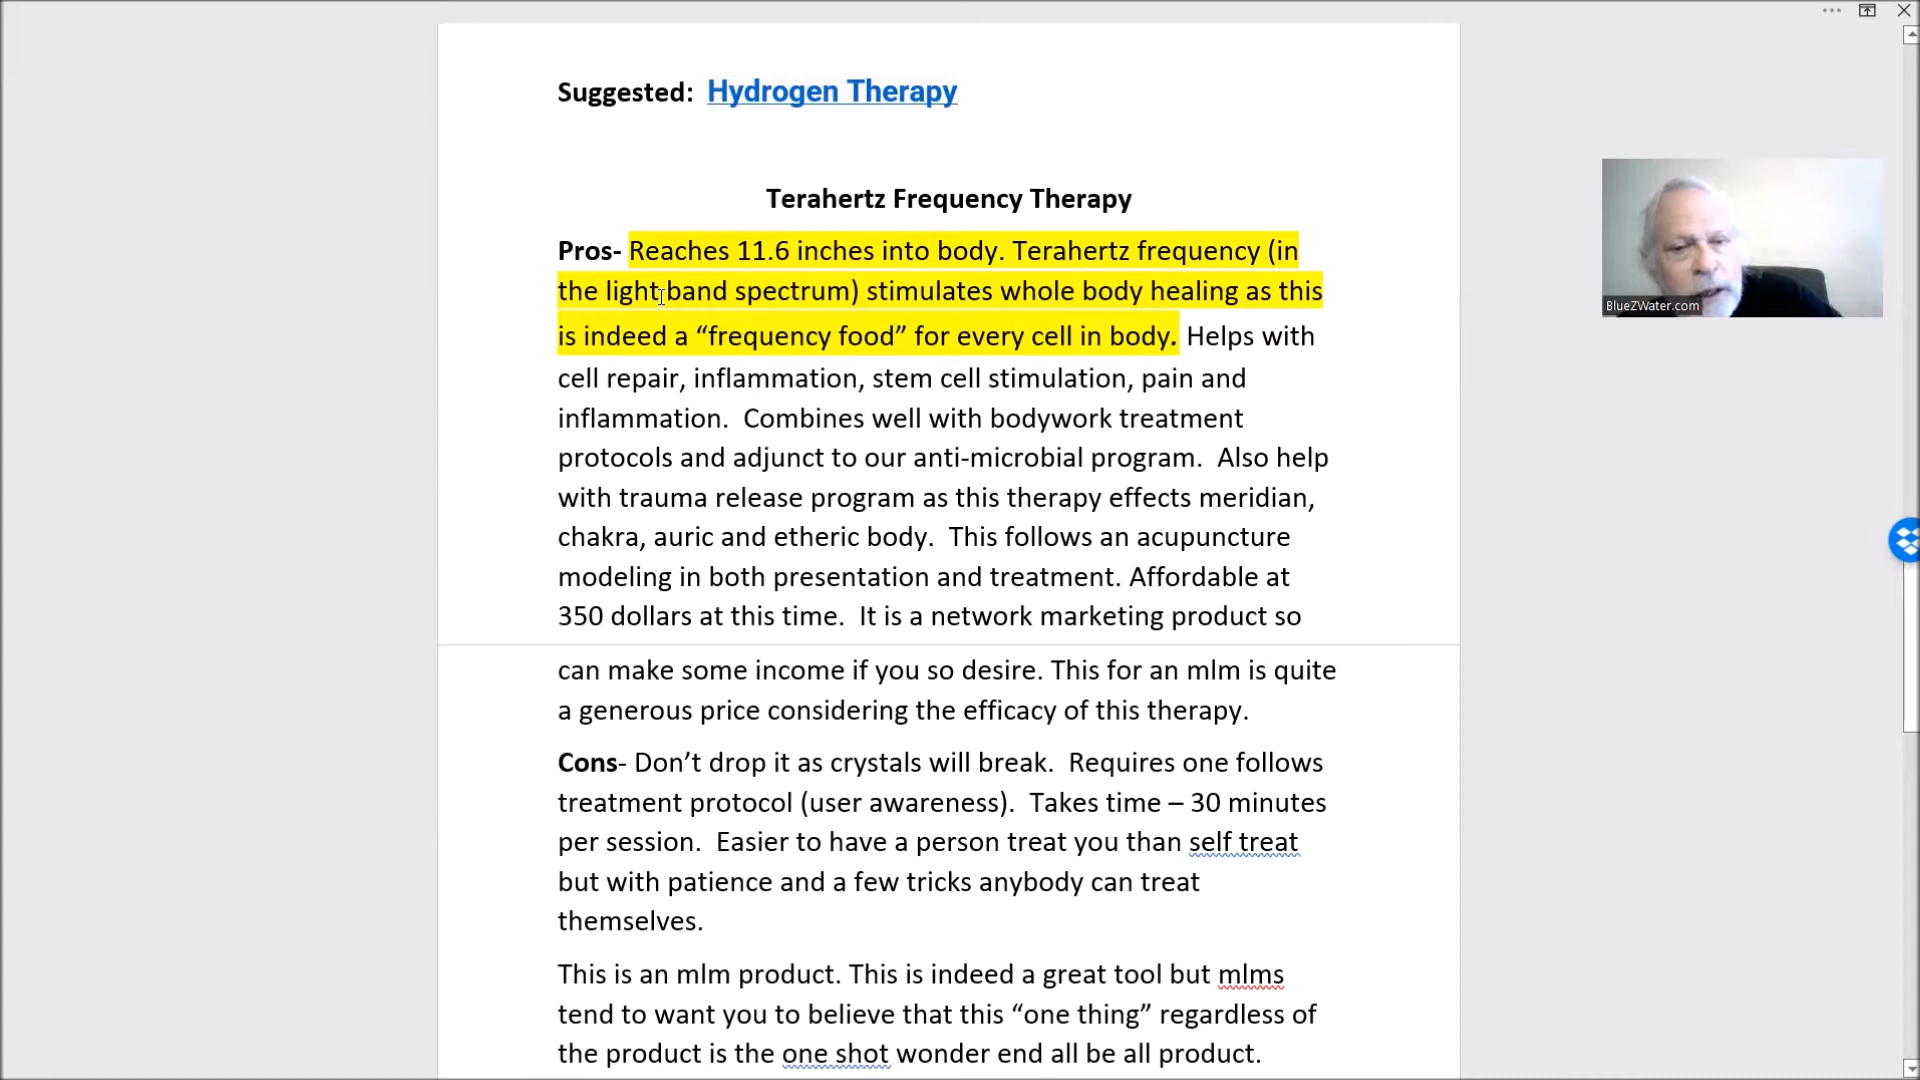 Suggested: Hydrogen Therapy
Terahertz Frequency Therapy
Pros- Reaches 11.6 inches into body. Terahertz frequency (in
the light band spectrum) stimulates whole body healing as this
is indeed a “frequency food” for every cell in body. Helps with
cell repair, inflammation, stem cell stimulation, pain and
inflammation. Combines well with bodywork treatment
protocols and adjunct to our anti-microbial program. Also help
with trauma release program as this therapy effects meridian,
chakra, auric and etheric body. This follows an acupuncture
modeling in both presentation and treatment. Affordable at
350 dollars at this time. It is a network marketing product so
can make some income if you so desire. This for an mlm is quite
a generous price considering the efficacy of this therapy.
Cons- Don’t drop it as crystals will break. Requires one follows
treatment protocol (user awareness). Takes time – 30 minutes
per session. Easier to have a person treat you than self treat
but with patience and a few tricks anybody can treat
themselves.
This is an mlm product. This is indeed a great tool but mlms
tend to want you to believe that this “one thing” regardless of
the product is the one shot wonder end all be all product.
BlueZWater.com